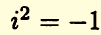 i² = −1